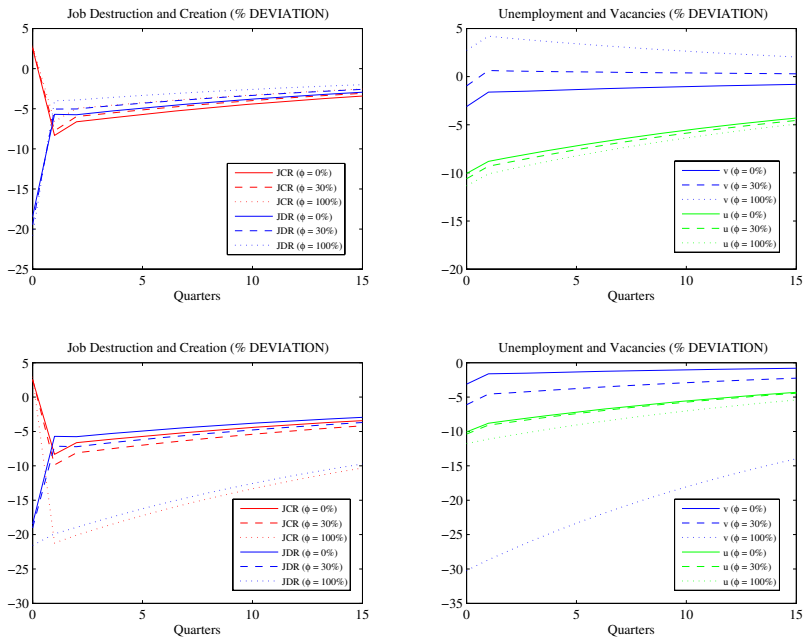 Job Destruction and Creation (% DEVIATION)
5
0
−5
−10
−15
−20
−25
0
5
10
15
Quarters
JCR (ϕ = 0%)
JCR (ϕ = 30%)
JCR (ϕ = 100%)
JDR (ϕ = 0%)
JDR (ϕ = 30%)
JDR (ϕ = 100%)
Unemployment and Vacancies (% DEVIATION)
5
0
−5
−10
−15
−20
0
5
10
15
Quarters
v (ϕ = 0%)
v (ϕ = 30%)
v (ϕ = 100%)
u (ϕ = 0%)
u (ϕ = 30%)
u (ϕ = 100%)
Job Destruction and Creation (% DEVIATION)
5
0
−5
−10
−15
−20
−25
−30
0
5
10
15
Quarters
JCR (ϕ = 0%)
JCR (ϕ = 30%)
JCR (ϕ = 100%)
JDR (ϕ = 0%)
JDR (ϕ = 30%)
JDR (ϕ = 100%)
Unemployment and Vacancies (% DEVIATION)
0
−5
−10
−15
−20
−25
−30
−35
0
5
10
15
Quarters
v (ϕ = 0%)
v (ϕ = 30%)
v (ϕ = 100%)
u (ϕ = 0%)
u (ϕ = 30%)
u (ϕ = 100%)